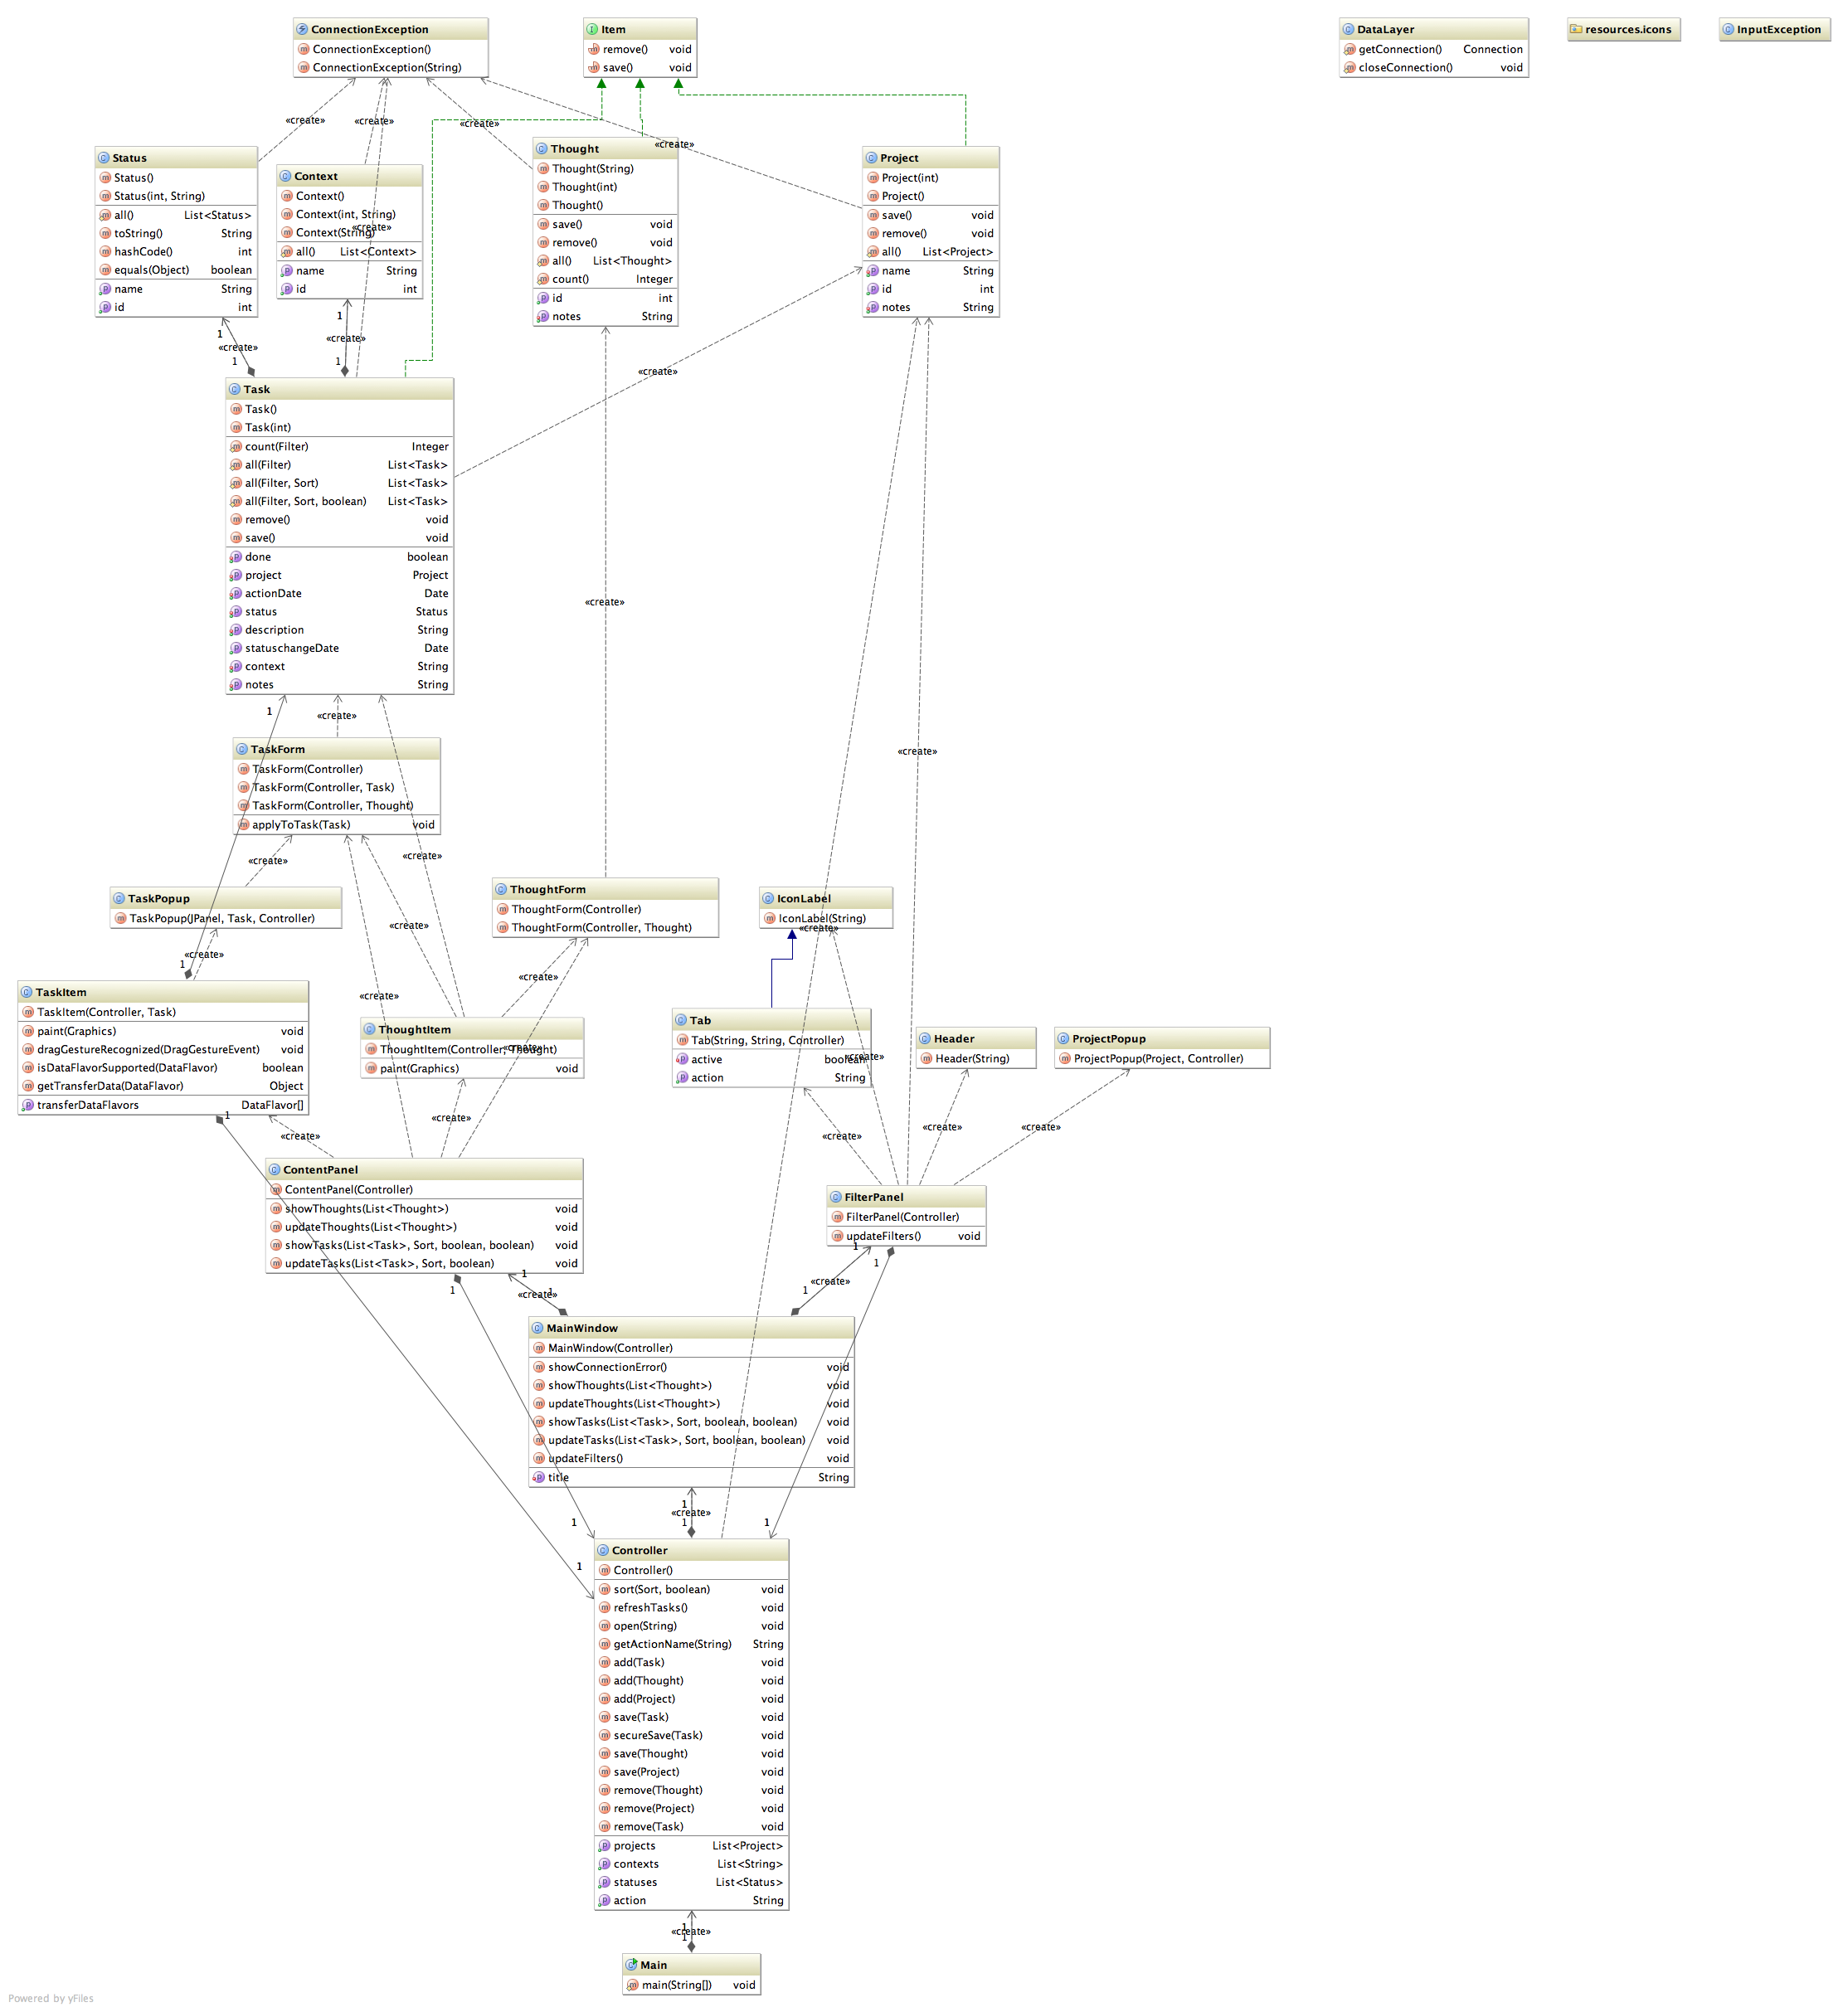 ConnectionException
ConnectionException()
ConnectionException(String)
Item
remove() void
save() void
DataLayer
getConnection() Connection
closeConnection() void
resources.icons
InputException
«create»
«create»
«create»
«create»
Status
Status()
Status(int, String)
all() List<Status>
toString() String
hashCode() int
equals(Object) boolean
name String
id int
Context
Context()
Context(int, String)
Context(String)
«create»
all() List<Context>
name String
id int
Thought
Thought(String)
Thought(int)
Thought()
save() void
remove() void
all() List<Thought>
count() Integer
id int
notes String
Project
Project(int)
Project()
save() void
remove() void
all() List<Project>
name String
id int
notes String
1
«create»
1
1
«create»
1
«create»
Task
Task()
Task(int)
count(Filter) Integer
all(Filter) List<Task>
all(Filter, Sort) List<Task>
all(Filter, Sort, boolean) List<Task>
remove() void
save() void
done boolean
project Project
actionDate Date
status Status
description String
statuschangeDate Date
context String
notes String
«create»
1
«create»
«create»
TaskForm
TaskForm(Controller)
TaskForm(Controller, Task)
TaskForm(Controller, Thought)
applyToTask(Task) void
«create»
«create»
TaskPopup
TaskPopup(JPanel, Task, Controller)
«create»
ThoughtForm
ThoughtForm(Controller)
ThoughtForm(Controller, Thought)
IconLabel
IconLabel(String)
«create»
1
«create»
«create»
«create»
TaskItem
TaskItem(Controller, Task)
paint(Graphics) void
dragGestureRecognized(DragGestureEvent) void
isDataFlavorSupported(DataFlavor) boolean
getTransferData(DataFlavor) Object
transferDataFlavors DataFlavor[]
ThoughtItem
ThoughtItem(Controller, Thought)
«create»
paint(Graphics) void
Tab
Tab(String, String, Controller)
active boolean
«create»
action String
Header
Header(String)
ProjectPopup
ProjectPopup(Project, Controller)
1
«create»
«create»
«create»
«create»
«create»
ContentPanel
ContentPanel(Controller)
showThoughts(List<Thought>) void
updateThoughts(List<Thought>) void
showTasks(List<Task>, Sort, boolean, boolean) void
updateTasks(List<Task>, Sort, boolean) void
FilterPanel
FilterPanel(Controller)
updateFilters() void
1
1
«create»
1
1
«create»
1
1
MainWindow
MainWindow(Controller)
showConnectionError() void
showThoughts(List<Thought>) void
updateThoughts(List<Thought>) void
showTasks(List<Task>, Sort, boolean, boolean) void
updateTasks(List<Task>, Sort, boolean, boolean) void
updateFilters() void
title String
1
«create»
1
1
1
1
Controller
Controller()
sort(Sort, boolean) void
refreshTasks() void
open(String) void
getActionName(String) String
add(Task) void
add(Thought) void
add(Project) void
save(Task) void
secureSave(Task) void
save(Thought) void
save(Project) void
remove(Thought) void
remove(Project) void
remove(Task) void
projects List<Project>
contexts List<String>
statuses List<Status>
action String
1
«create»
1
Main
main(String[]) void
Powered by yFiles